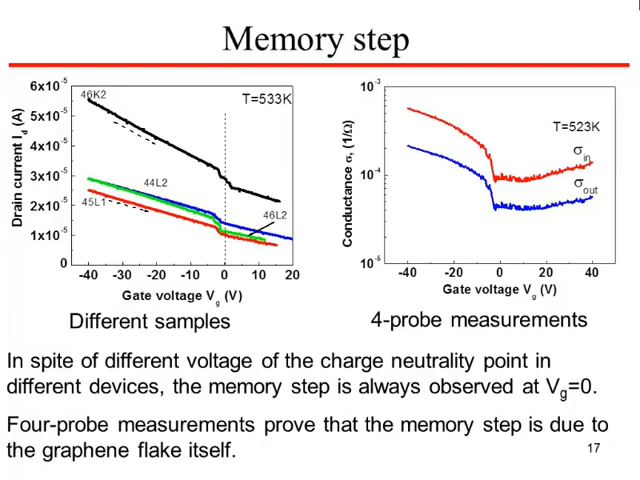 Memory step
6x10-5
5x10-5
4x10-5
3x10-5
2x10-5
1x10-5
0
Drain current Id (A)
46K2
T=533K
44L2
45L1
46L2
-40 -30 -20 -10 0 10 20
Gate voltage Vg (V)
Different samples
10-3
10-4
10-5
Conductance σ, (1/Ω)
T=523K
σin
σout
-40 -20 0 20 40
Gate voltage Vg (V)
4-probe measurements
In spite of different voltage of the charge neutrality point in
different devices, the memory step is always observed at Vg=0.
Four-probe measurements prove that the memory step is due to
the graphene flake itself.
17